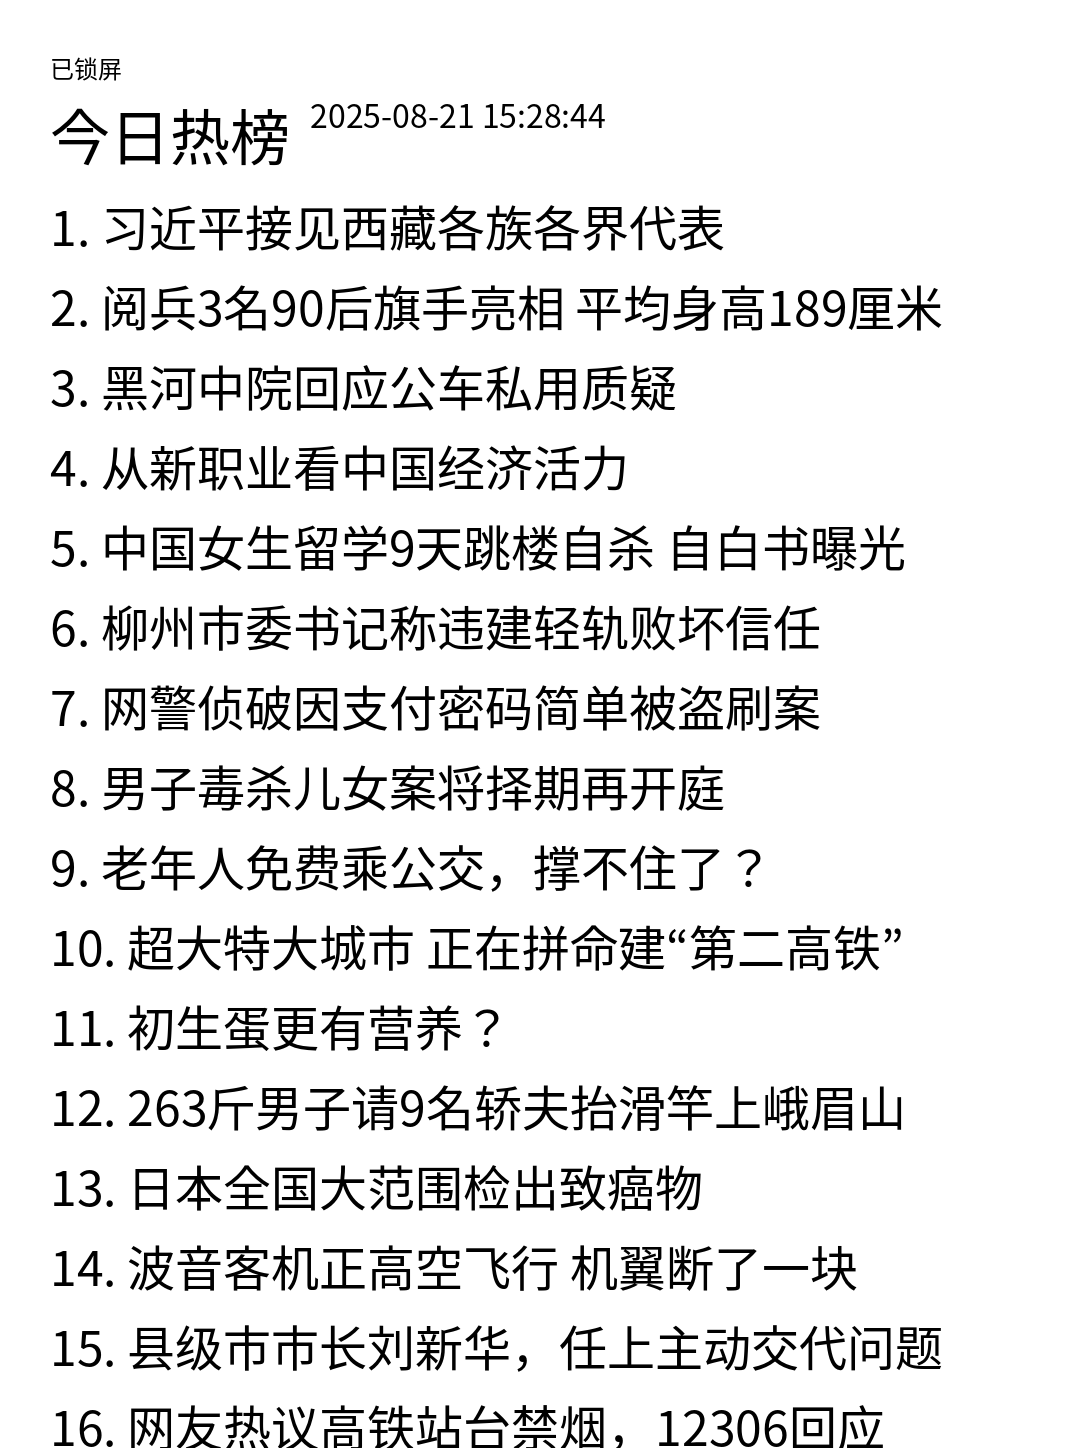 已锁屏
今日热榜 2025-08-21 15:28:44
1. 习近平接见西藏各族各界代表
2. 阅兵3名90后旗手亮相 平均身高189厘米
3. 黑河中院回应公车私用质疑
4. 从新职业看中国经济活力
5. 中国女生留学9天跳楼自杀 自白书曝光
6. 柳州市委书记称违建轻轨败坏信任
7. 网警侦破因支付密码简单被盗刷案
8. 男子毒杀儿女案将择期再开庭
9. 老年人免费乘公交，撑不住了？
10. 超大特大城市 正在拼命建“第二高铁”
11. 初生蛋更有营养？
12. 263斤男子请9名轿夫抬滑竿上峨眉山
13. 日本全国大范围检出致癌物
14. 波音客机正高空飞行 机翼断了一块
15. 县级市市长刘新华，任上主动交代问题
16. 网友热议高铁站台禁烟，12306回应